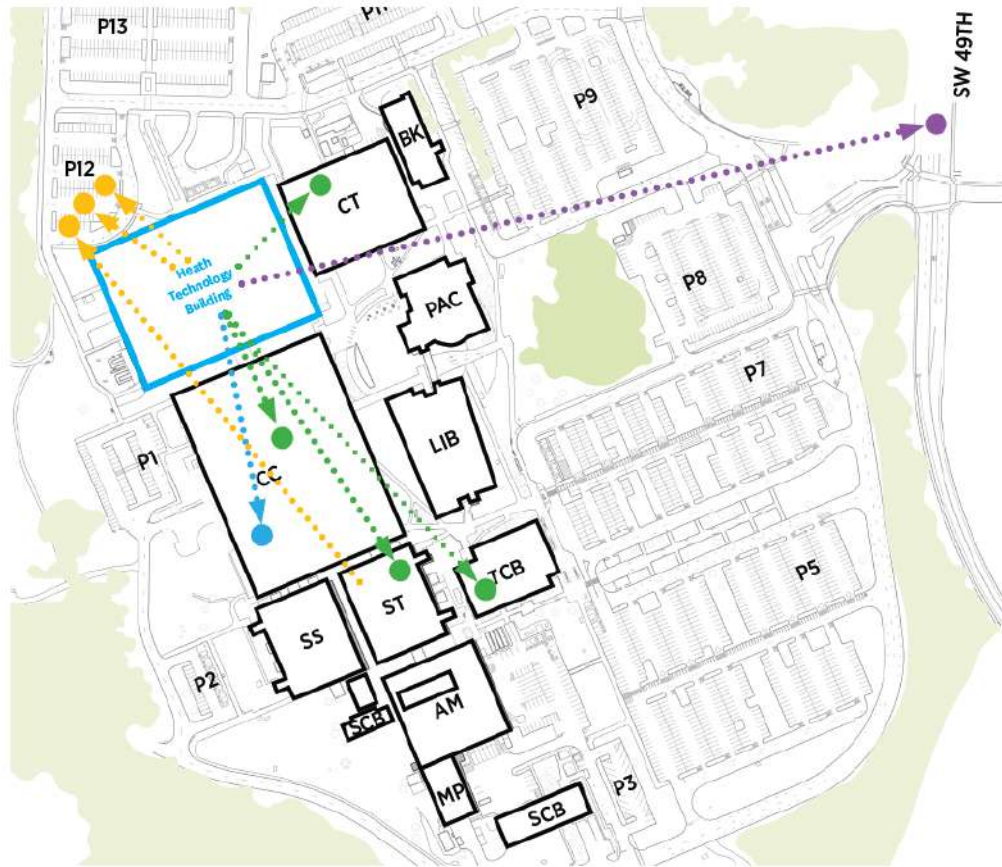 P13
SW 49TH
P9
BK
P12
CT
Heath
Technology
Building
PAC
P8
P7
LIB
P1
CC
TCB
P5
ST
SS
P2
AM
SCB
MP
P3
SCB